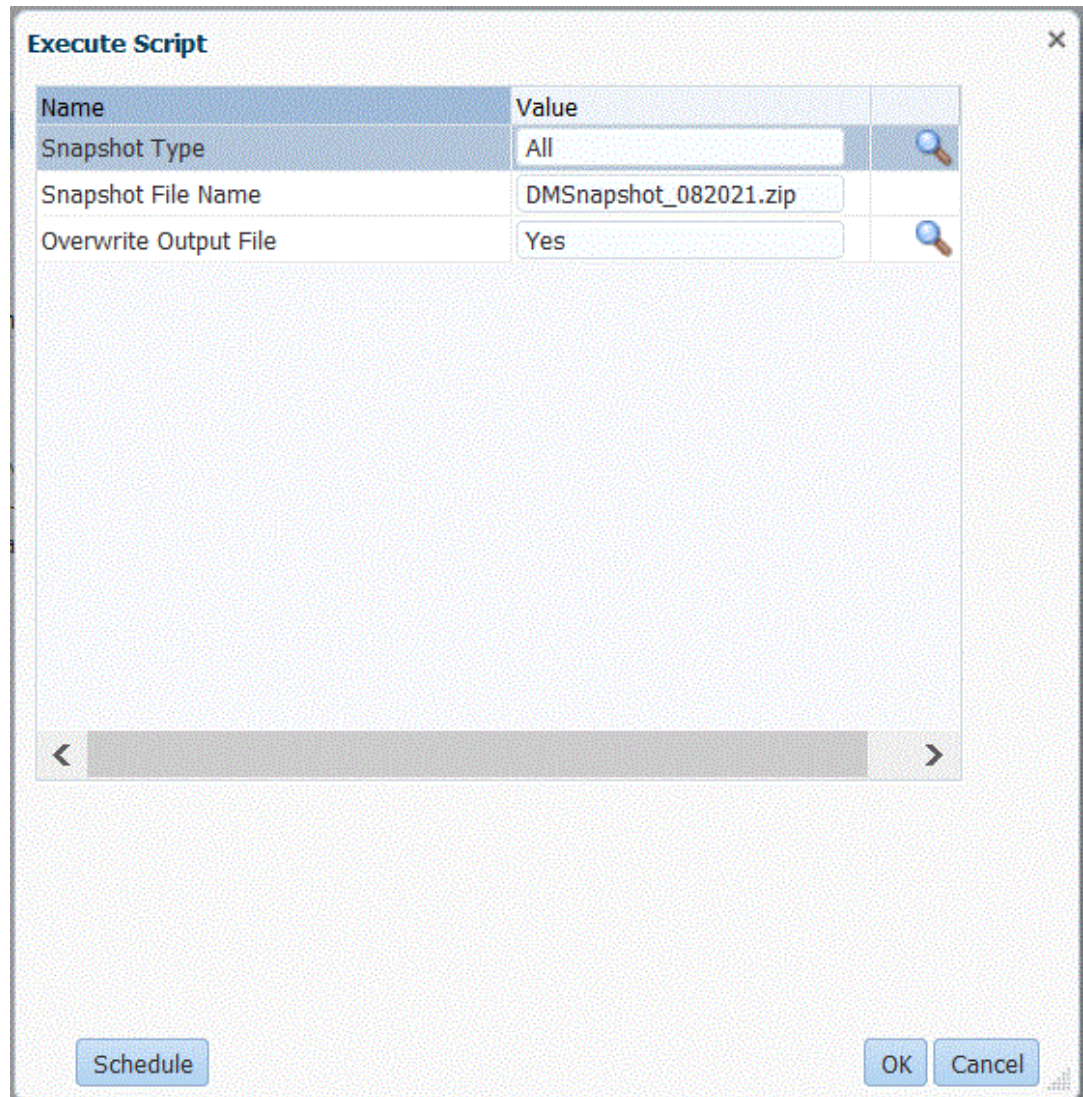 Execute Script
Name Value
Snapshot Type All
Snapshot File Name DMSnapshot_082021.zip
Overwrite Output File Yes
Schedule OK Cancel